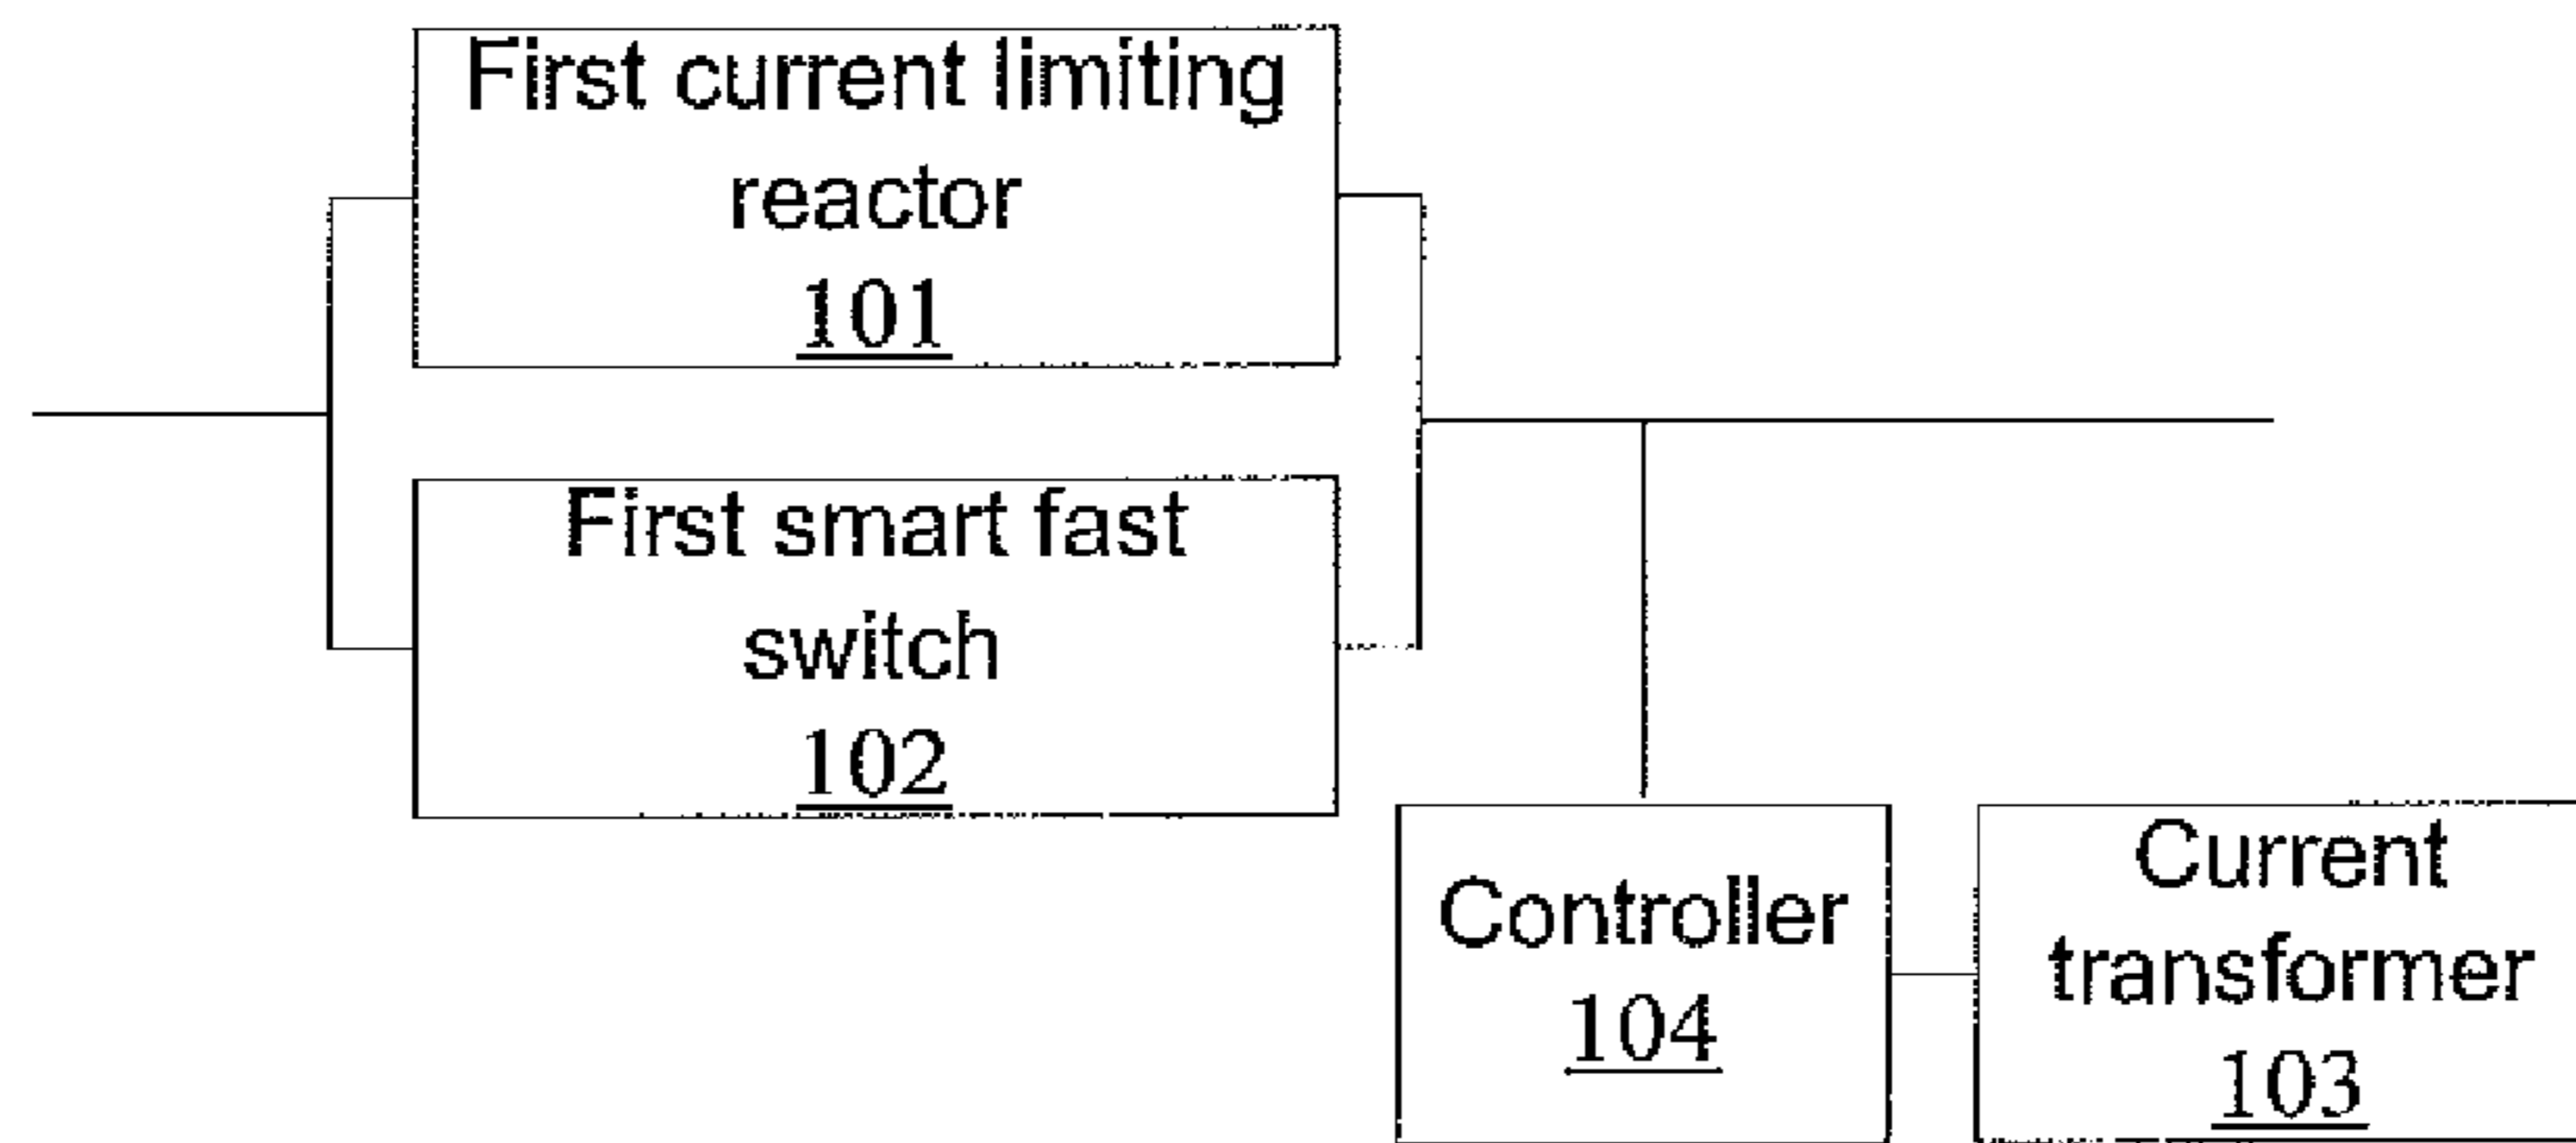 First current limiting
reactor
101
First smart fast
switch
102
Controller
104
Current
transformer
103